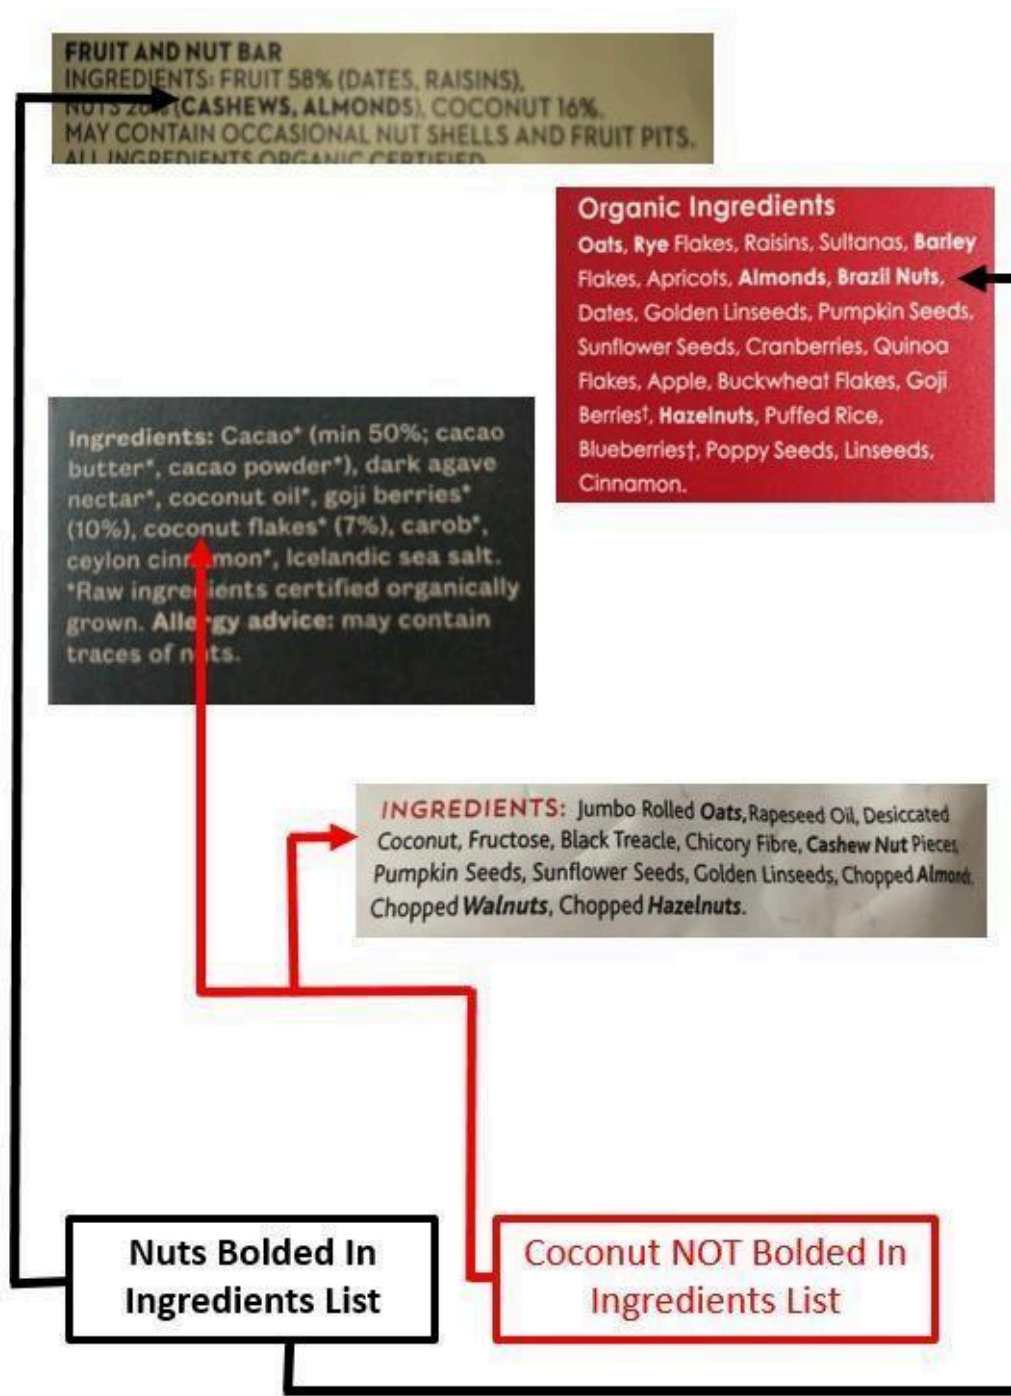 FRUIT AND NUT BAR
INGREDIENTS: FRUIT 58% (DATES, RAISINS),
NUTS 26% (CASHEWS, ALMONDS), COCONUT 16%.
MAY CONTAIN OCCASIONAL NUT SHELLS AND FRUIT PITS.
ALL INGREDIENTS ORGANIC CERTIFIED
Organic Ingredients
Oats, Rye Flakes, Raisins, Sultanas, Barley
Flakes, Apricots, Almonds, Brazil Nuts,
Dates, Golden Linseeds, Pumpkin Seeds,
Sunflower Seeds, Cranberries, Quinoa
Flakes, Apple, Buckwheat Flakes, Goji
Berries†, Hazelnuts, Puffed Rice,
Blueberries†, Poppy Seeds, Linseeds,
Cinnamon.
Ingredients: Cacao* (min 50%; cacao
butter*, cacao powder*), dark agave
nectar*, coconut oil*, goji berries*
(10%), coconut flakes* (7%), carob*,
ceylon cinnamon*, Icelandic sea salt.
*Raw ingredients certified organically
grown. Allergy advice: may contain
traces of nuts.
INGREDIENTS: Jumbo Rolled Oats, Rapeseed Oil, Desiccated
Coconut, Fructose, Black Treacle, Chicory Fibre, Cashew Nut Pieces,
Pumpkin Seeds, Sunflower Seeds, Golden Linseeds, Chopped Almonds,
Chopped Walnuts, Chopped Hazelnuts.
Nuts Bolded In
Ingredients List
Coconut NOT Bolded In
Ingredients List